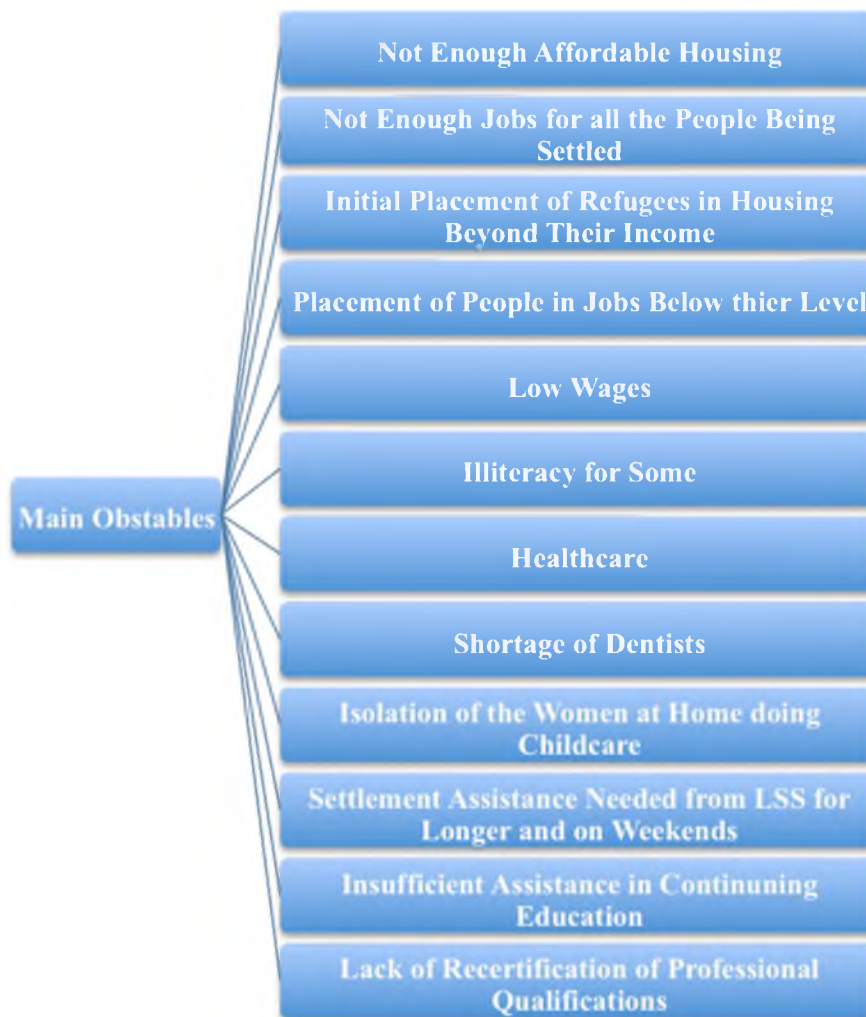 Not Enough Affordable Housing
Not Enough Jobs for all the People Being
Settled
Initial Placement of Refugees in Housing
Beyond Their Income
Placement of People in Jobs Below thier Level
Low Wages
Illiteracy for Some
Main Obstables
Healthcare
Shortage of Dentists
Isolation of the Women at Home doing
Childcare
Settlement Assistance Needed from LSS for
Longer and on Weekends
Insufficient Assistance in Continuning
Education
Lack of Recertification of Professional
Qualifications